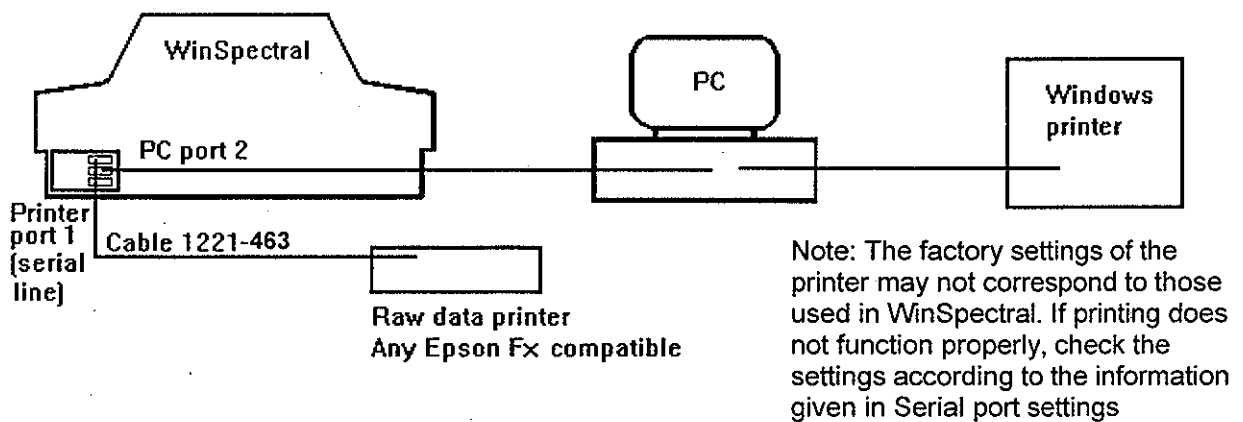 WinSpectral
PC
Windows
printer
PC port 2
Printer
port 1
(serial
line)
Cable 1221-463
Raw data printer
Any Epson Fx compatible
Note: The factory settings of the
printer may not correspond to those
used in WinSpectral. If printing does
not function properly, check the
settings according to the information
given in Serial port settings